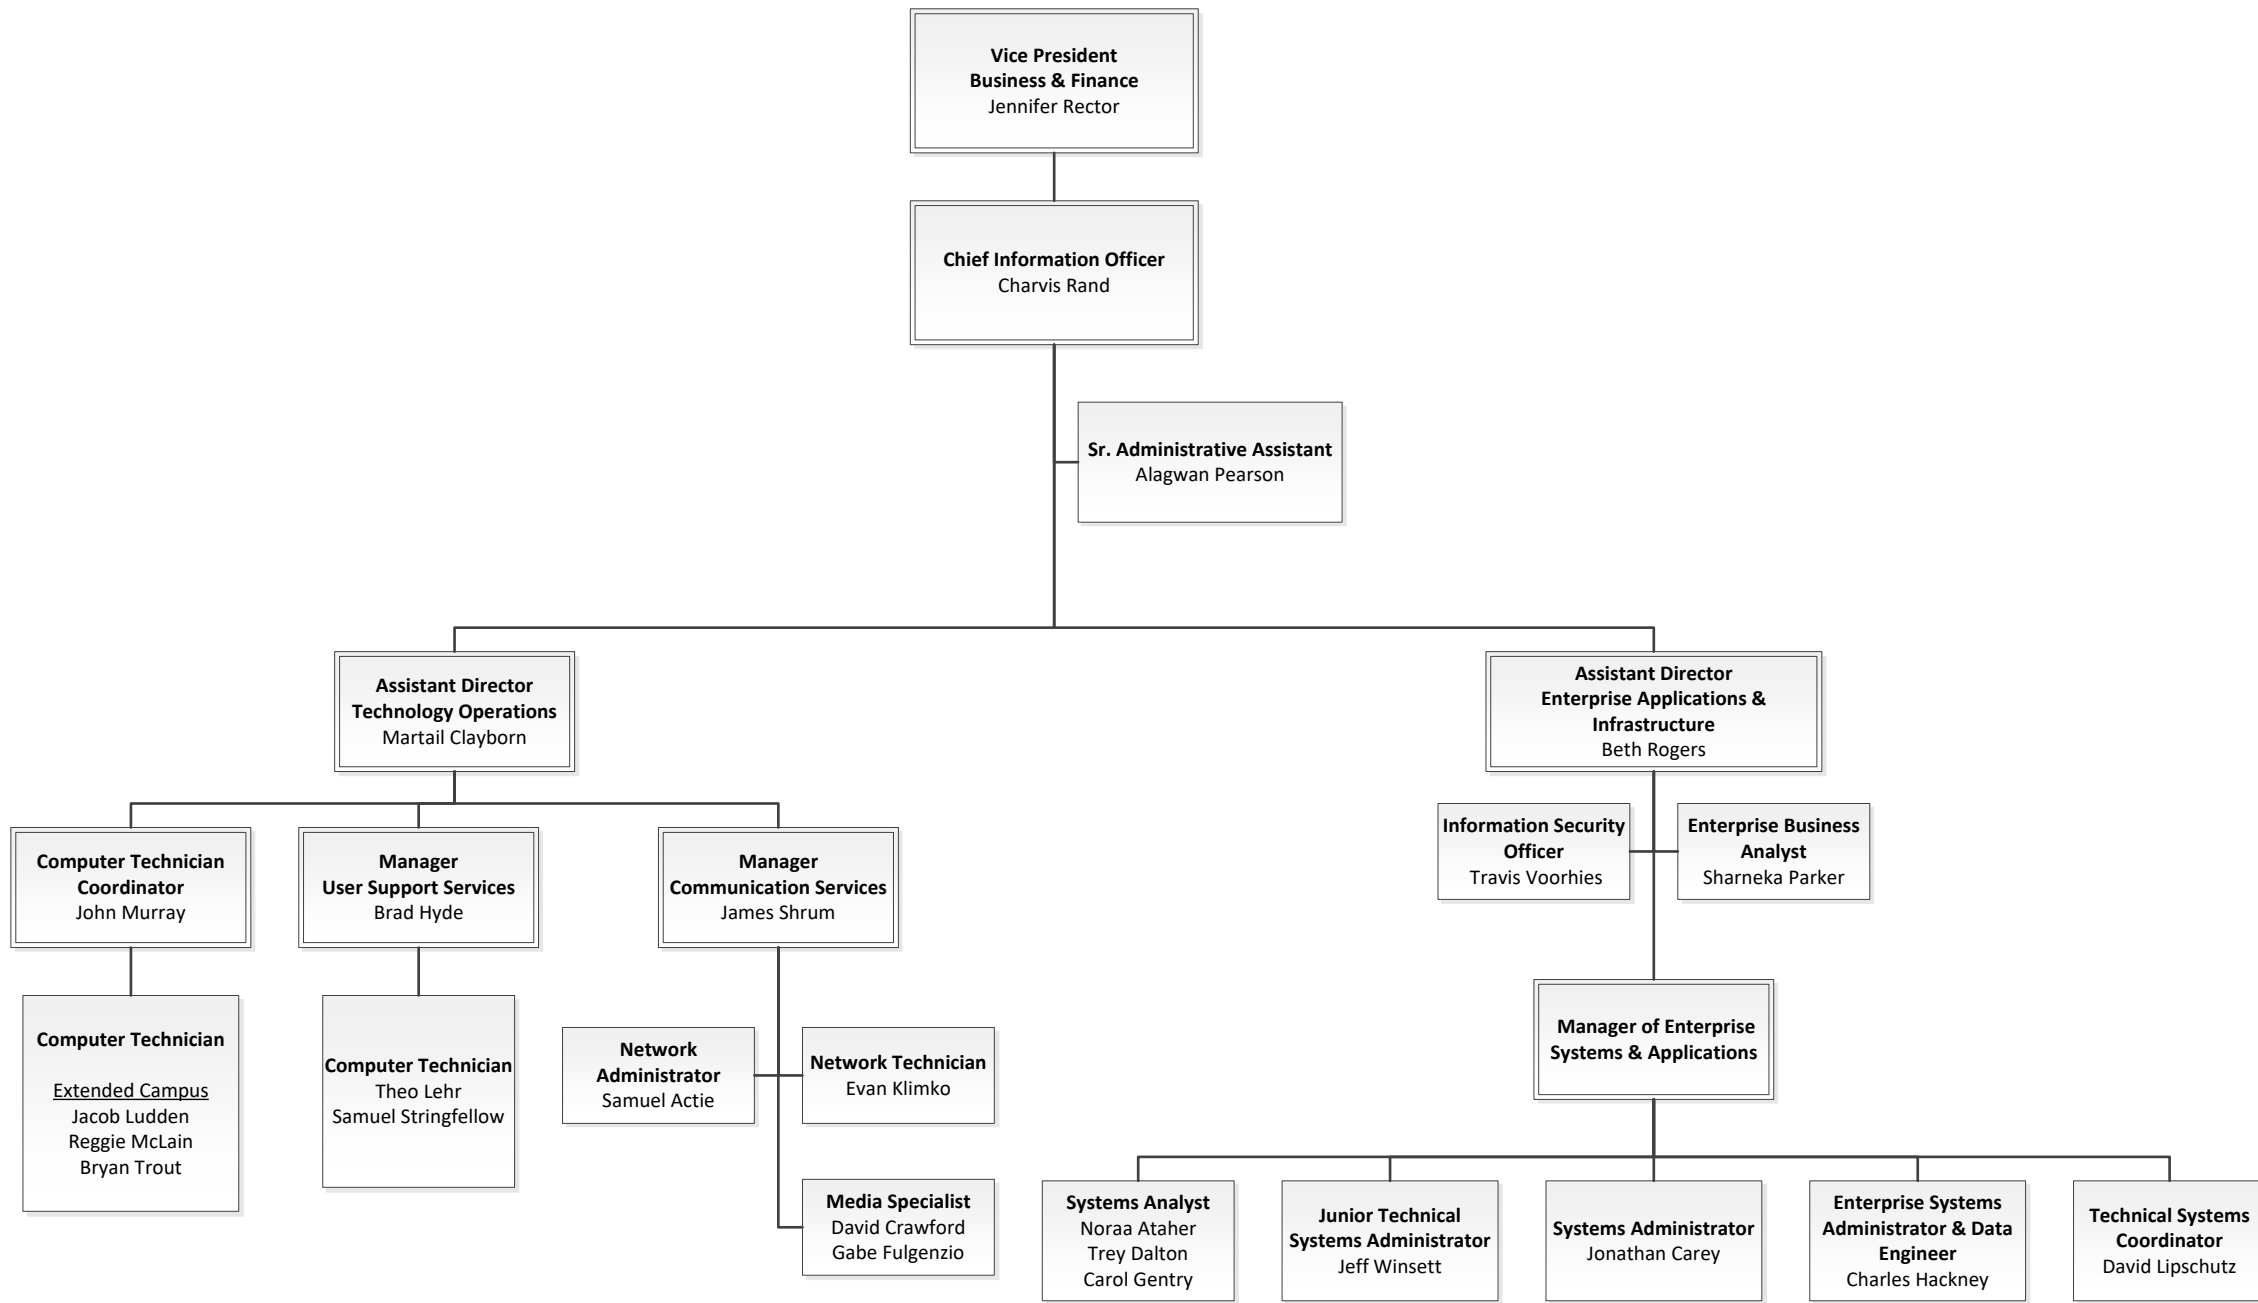 Vice President
Business & Finance
Jennifer Rector
Chief Information Officer
Charvis Rand
Sr. Administrative Assistant
Alagwan Pearson
Assistant Director
Technology Operations
Martail Clayborn
Assistant Director
Enterprise Applications &
Infrastructure
Beth Rogers
Computer Technician
Coordinator
John Murray
Manager
User Support Services
Brad Hyde
Manager
Communication Services
James Shrum
Information Security
Officer
Travis Voorhies
Enterprise Business
Analyst
Sharneka Parker
Computer Technician
Extended Campus
Jacob Ludden
Reggie McLain
Bryan Trout
Computer Technician
Theo Lehr
Samuel Stringfellow
Network
Administrator
Samuel Actie
Network Technician
Evan Klimko
Media Specialist
David Crawford
Gabe Fulgenzio
Manager of Enterprise
Systems & Applications
Systems Analyst
Noraa Ataher
Trey Dalton
Carol Gentry
Junior Technical
Systems Administrator
Jeff Winsett
Systems Administrator
Jonathan Carey
Enterprise Systems
Administrator & Data
Engineer
Charles Hackney
Technical Systems
Coordinator
David Lipschutz